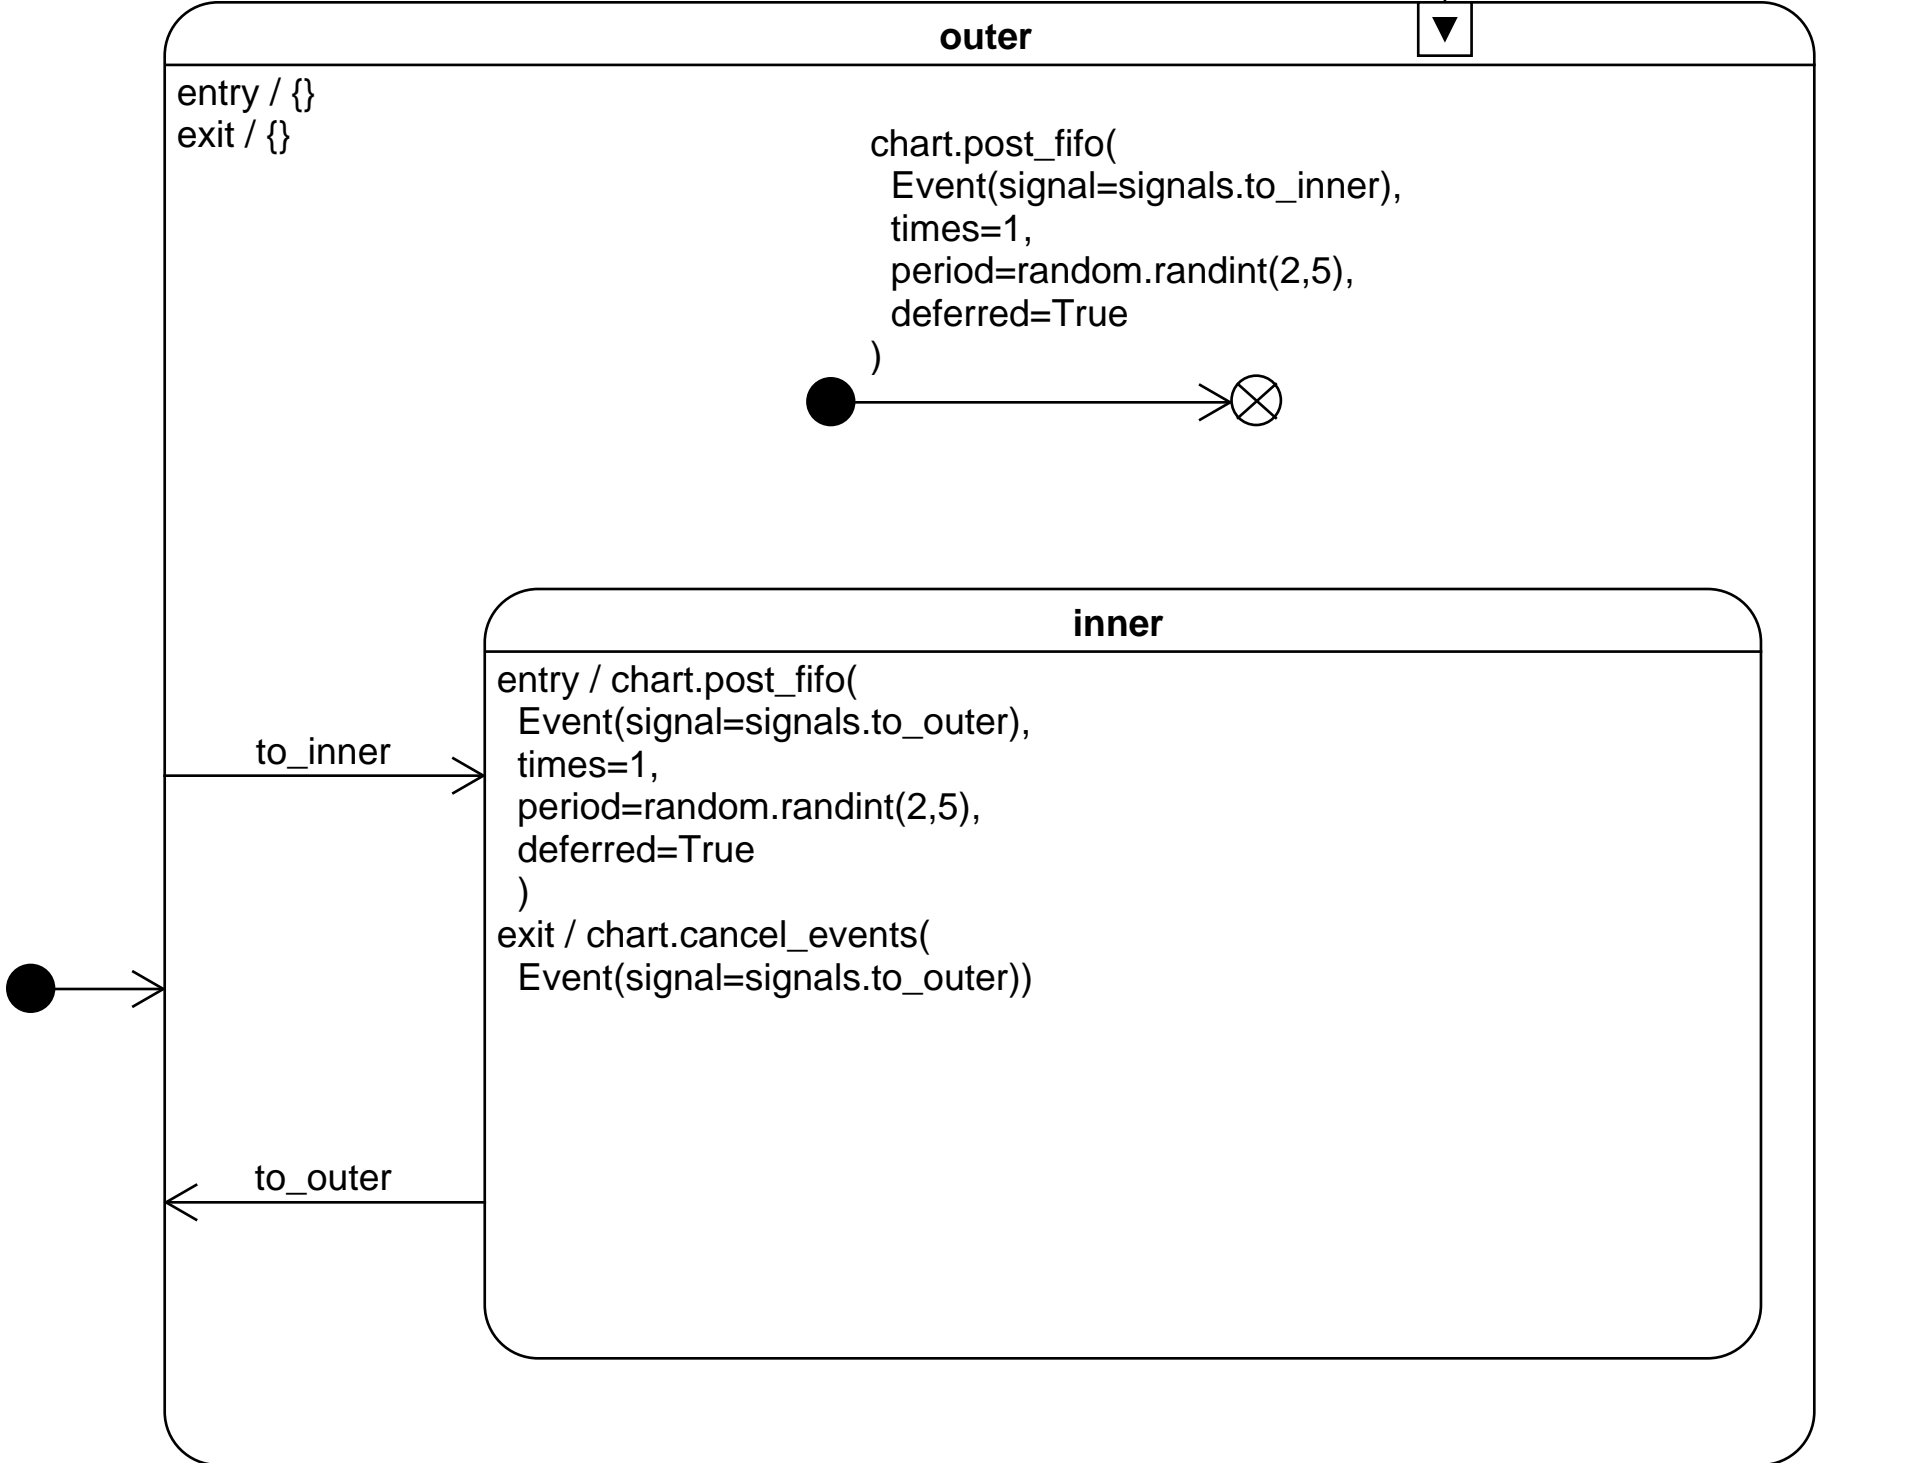 outer
entry / {}
exit / {}
chart.post_fifo(
Event(signal=signals.to_inner),
times=1,
period=random.randint(2,5),
deferred=True
)
inner
entry / chart.post_fifo(
Event(signal=signals.to_outer),
times=1,
period=random.randint(2,5),
deferred=True
)
exit / chart.cancel_events(
Event(signal=signals.to_outer))
to_inner
to_outer